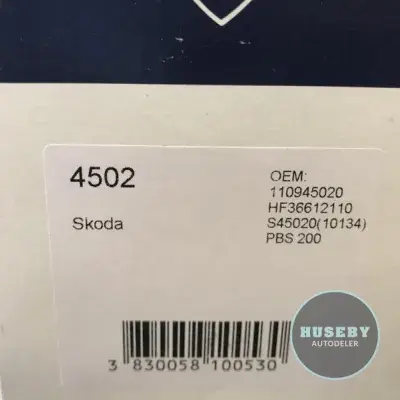 4502
Skoda
OEM:
110945020
HF36612110
S45020(10134)
PBS 200
3 830058 100530
HUSEBY
AUTODELER